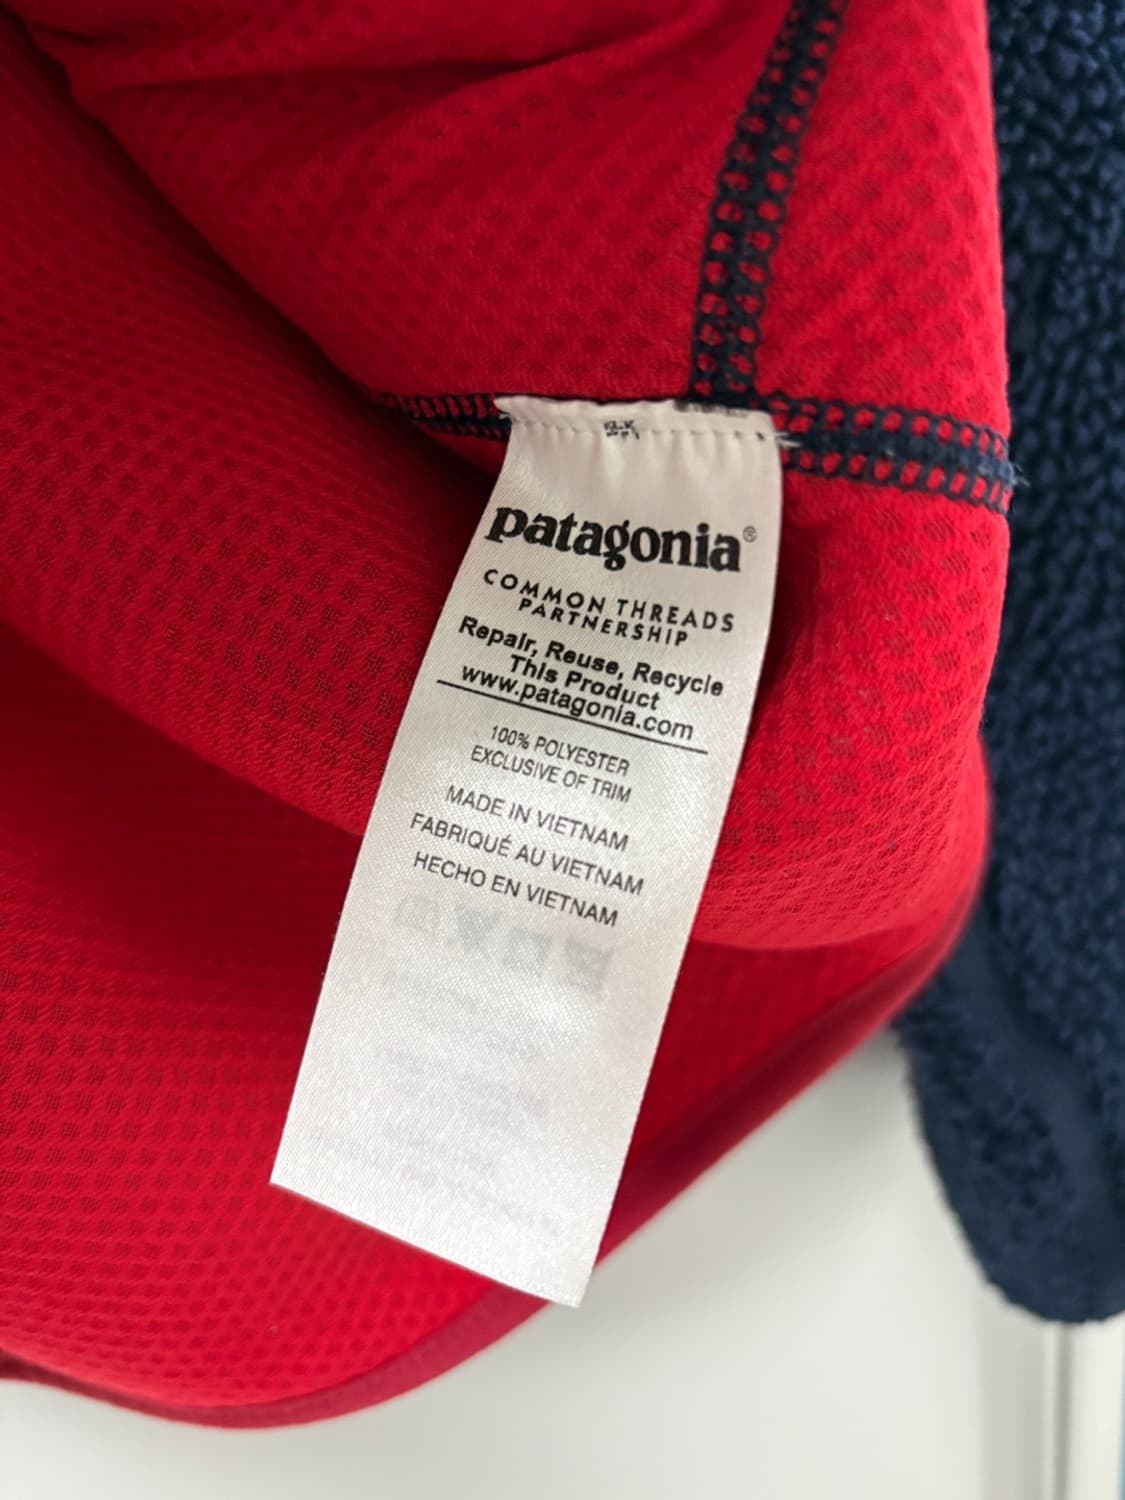 patagonia®
COMMON THREADS
PARTNERSHIP
Repair, Reuse, Recycle
This Product
www.patagonia.com
100% POLYESTER
EXCLUSIVE OF TRIM
MADE IN VIETNAM
FABRIQUÉ AU VIETNAM
HECHO EN VIETNAM